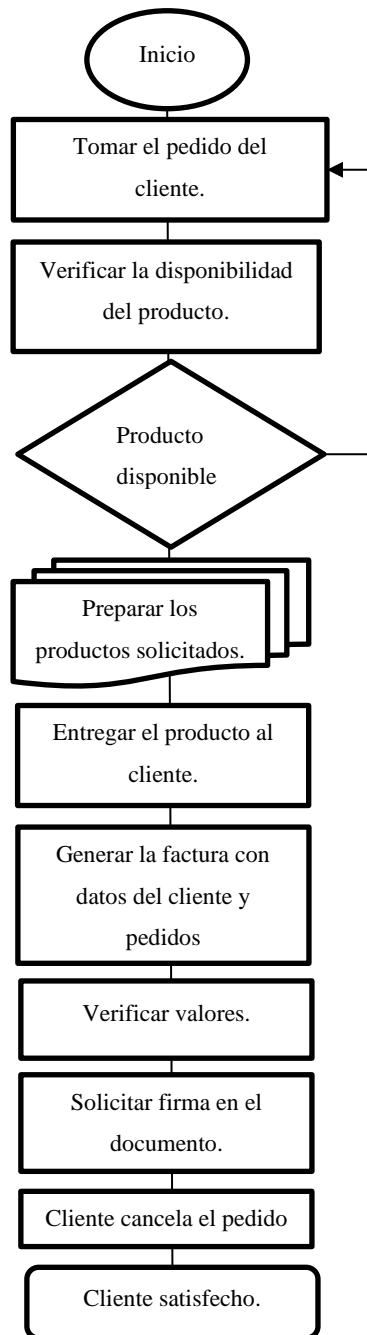 Inicio
Tomar el pedido del
cliente.
Verificar la disponibilidad
del producto.
Producto
disponible
Preparar los
productos solicitados.
Entregar el producto al
cliente.
Generar la factura con
datos del cliente y
pedidos
Verificar valores.
Solicitar firma en el
documento.
Cliente cancela el pedido
Cliente satisfecho.